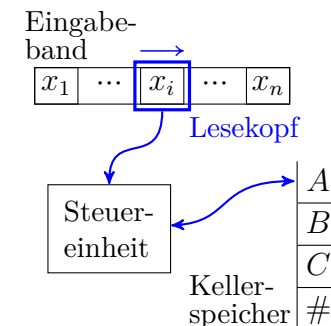 Eingabe-
band
x₁ ... xᵢ ... xₙ
Lesekopf
Steuer-
einheit
A
B
C
Keller-
speicher
#